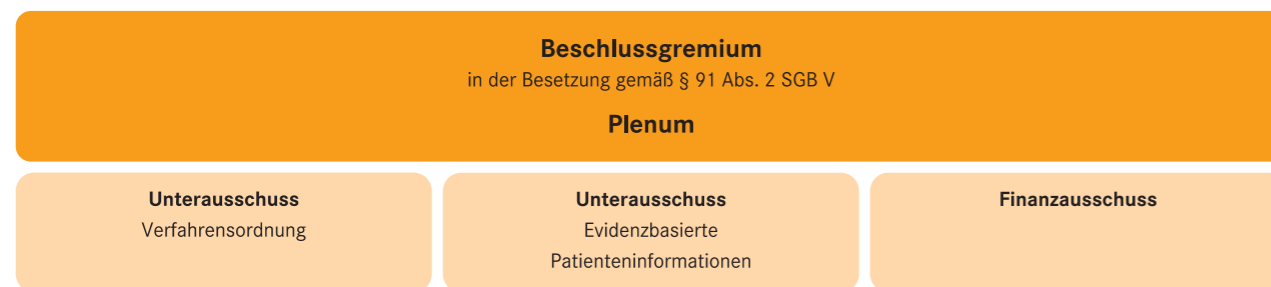 Beschlussgremium
in der Besetzung gemäß § 91 Abs. 2 SGB V
Plenum
Unterausschuss
Verfahrensordnung
Unterausschuss
Evidenzbasierte
Patienteninformationen
Finanzausschuss